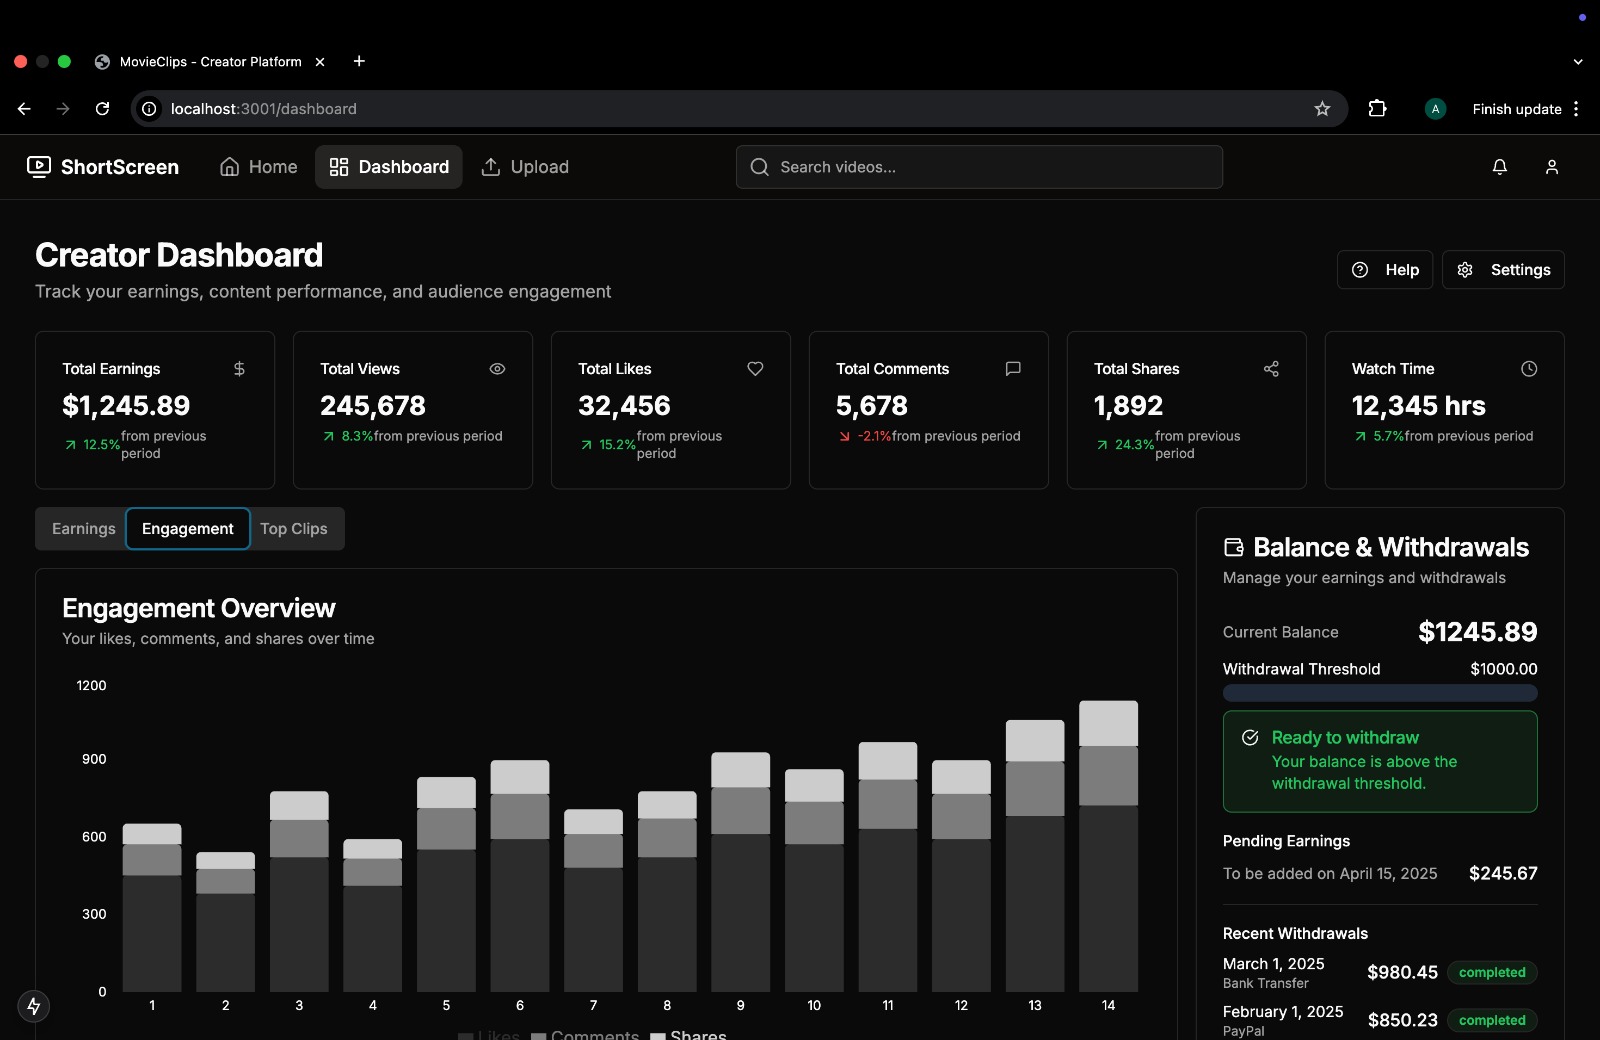 MovieClips - Creator Platform
localhost:3001/dashboard
A
Finish update
ShortScreen
Home
Dashboard
Upload
Search videos...
Creator Dashboard
Track your earnings, content performance, and audience engagement
Help
Settings
Total Earnings
$1,245.89
12.5% from previous
period
Total Views
245,678
8.3% from previous period
Total Likes
32,456
15.2% from previous
period
Total Comments
5,678
-2.1% from previous period
Total Shares
1,892
24.3% from previous
period
Watch Time
12,345 hrs
5.7% from previous period
Earnings
Engagement
Top Clips
Engagement Overview
Your likes, comments, and shares over time
1200
900
600
300
0
1 2 3 4 5 6 7 8 9 10 11 12 13 14
Likes Comments Shares
Balance & Withdrawals
Manage your earnings and withdrawals
Current Balance $1245.89
Withdrawal Threshold $1000.00
Ready to withdraw
Your balance is above the
withdrawal threshold.
Pending Earnings
To be added on April 15, 2025 $245.67
Recent Withdrawals
March 1, 2025
Bank Transfer
$980.45 completed
February 1, 2025
PayPal
$850.23 completed